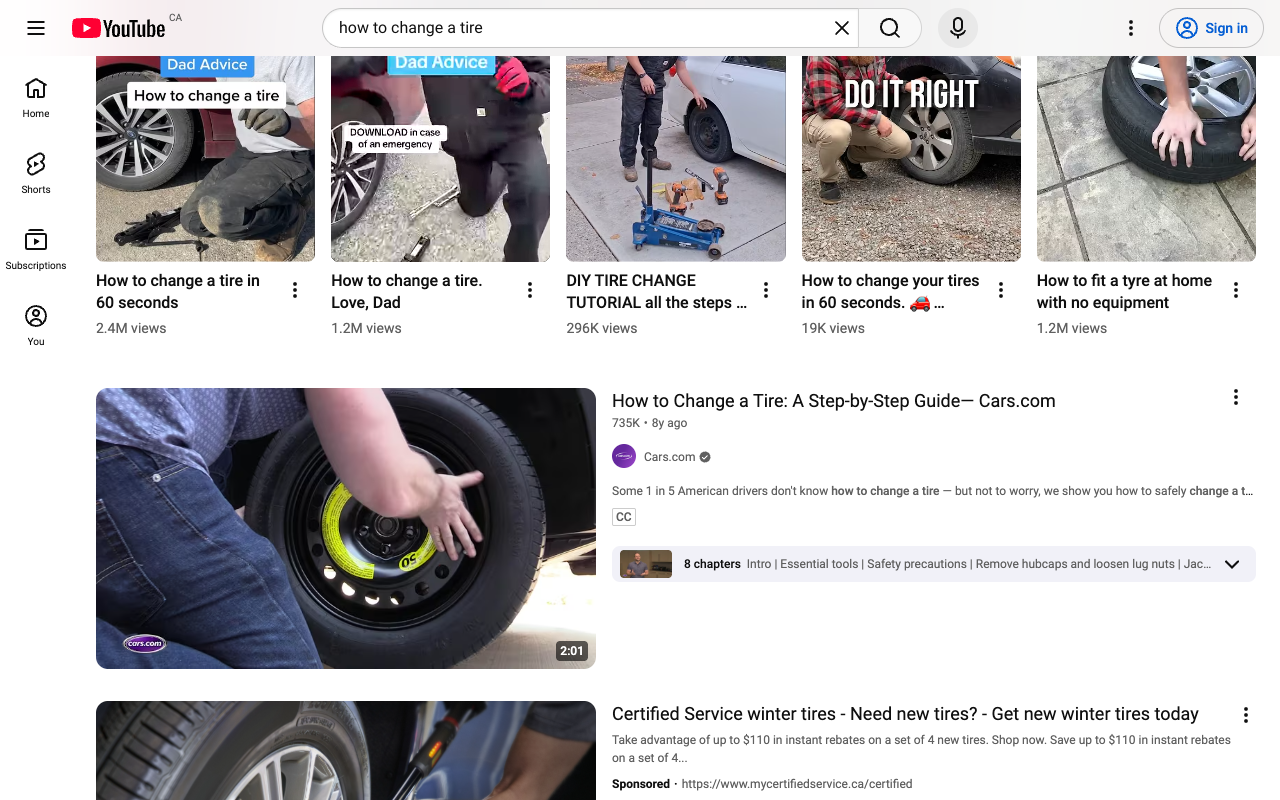 YouTube CA
how to change a tire
Sign in
Home
Shorts
Subscriptions
You
Dad Advice
How to change a tire
Dad Advice
DOWNLOAD in case
of an emergency
DO IT RIGHT
How to change a tire in
60 seconds
2.4M views
How to change a tire.
Love, Dad
1.2M views
DIY TIRE CHANGE
TUTORIAL all the steps ...
296K views
How to change your tires
in 60 seconds. 🚗 ...
19K views
How to fit a tyre at home
with no equipment
1.2M views
cars.com
50
2:01
How to Change a Tire: A Step-by-Step Guide— Cars.com
735K • 8y ago
Cars.com
Some 1 in 5 American drivers don't know how to change a tire — but not to worry, we show you how to safely change a t...
CC
8 chapters Intro | Essential tools | Safety precautions | Remove hubcaps and loosen lug nuts | Jac...
Certified Service winter tires - Need new tires? - Get new winter tires today
Take advantage of up to $110 in instant rebates on a set of 4 new tires. Shop now. Save up to $110 in instant rebates
on a set of 4...
Sponsored · https://www.mycertifiedservice.ca/certified